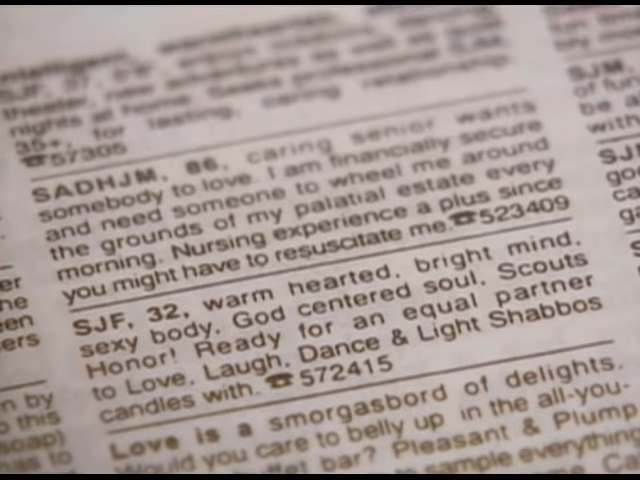 nights at home. Seeks professional SJM,
35+, for lasting, caring relationship.
☎57305
SADHJM, 86, caring senior wants
somebody to love. I am financially secure
and need someone to wheel me around
the grounds of my palatial estate every
morning. Nursing experience a plus since
you might have to resuscitate me.☎523409
SJF, 32, warm hearted, bright mind,
sexy body, God centered soul. Scouts
Honor! Ready for an equal partner
to Love, Laugh, Dance & Light Shabbos
candles with. ☎572415
Love is a smorgasbord of delights.
Would you care to belly up in the all-you-
bar? Pleasant & Plump
to sample everything
SJM,
of fun
be a
with
SJ
go
ca
g
er
he
en
ers
n by
this
soap)
as to